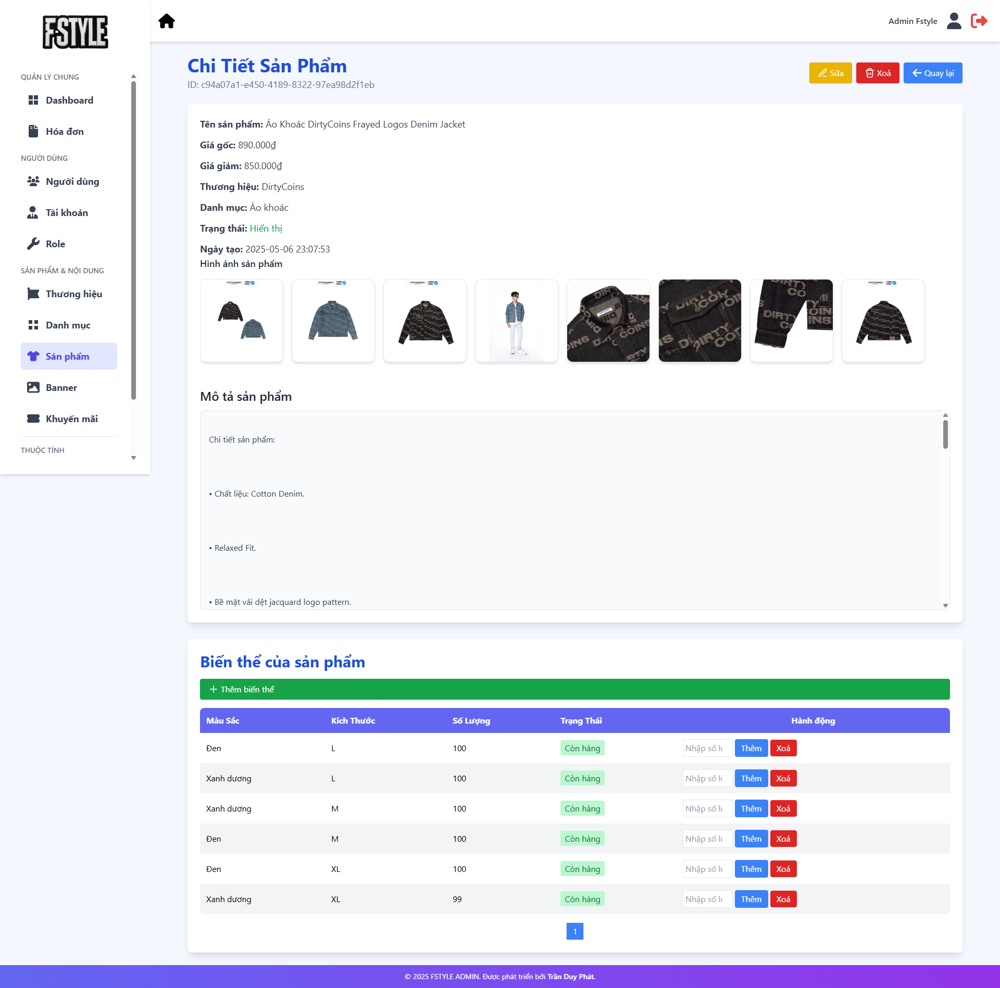 FSTYLE
Admin Fstyle
QUẢN LÝ CHUNG
Dashboard
Hóa đơn
NGƯỜI DÙNG
Người dùng
Tài khoản
Role
SẢN PHẨM & NỘI DUNG
Thương hiệu
Danh mục
Sản phẩm
Banner
Khuyến mãi
THUỘC TÍNH
Chi Tiết Sản Phẩm
ID: c94a07a1-e450-4189-8322-97ea98d2f1eb
Sửa
Xoá
Quay lại
Tên sản phẩm: Áo Khoác DirtyCoins Frayed Logos Denim Jacket
Giá gốc: 890.000₫
Giá giảm: 850.000₫
Thương hiệu: DirtyCoins
Danh mục: Áo khoác
Trạng thái: Hiển thị
Ngày tạo: 2025-05-06 23:07:53
Hình ảnh sản phẩm
Mô tả sản phẩm
Chi tiết sản phẩm:
• Chất liệu: Cotton Denim.
• Relaxed Fit.
• Bề mặt vải dệt jacquard logo pattern.
Biến thể của sản phẩm
+ Thêm biến thể
Màu Sắc Kích Thước Số Lượng Trạng Thái Hành động
Đen L 100 Còn hàng Nhập số lư Thêm Xoá
Xanh dương L 100 Còn hàng Nhập số lư Thêm Xoá
Xanh dương M 100 Còn hàng Nhập số lư Thêm Xoá
Đen M 100 Còn hàng Nhập số lư Thêm Xoá
Đen XL 100 Còn hàng Nhập số lư Thêm Xoá
Xanh dương XL 99 Còn hàng Nhập số lư Thêm Xoá
1
© 2025 FSTYLE ADMIN. Được phát triển bởi Trần Duy Phát.